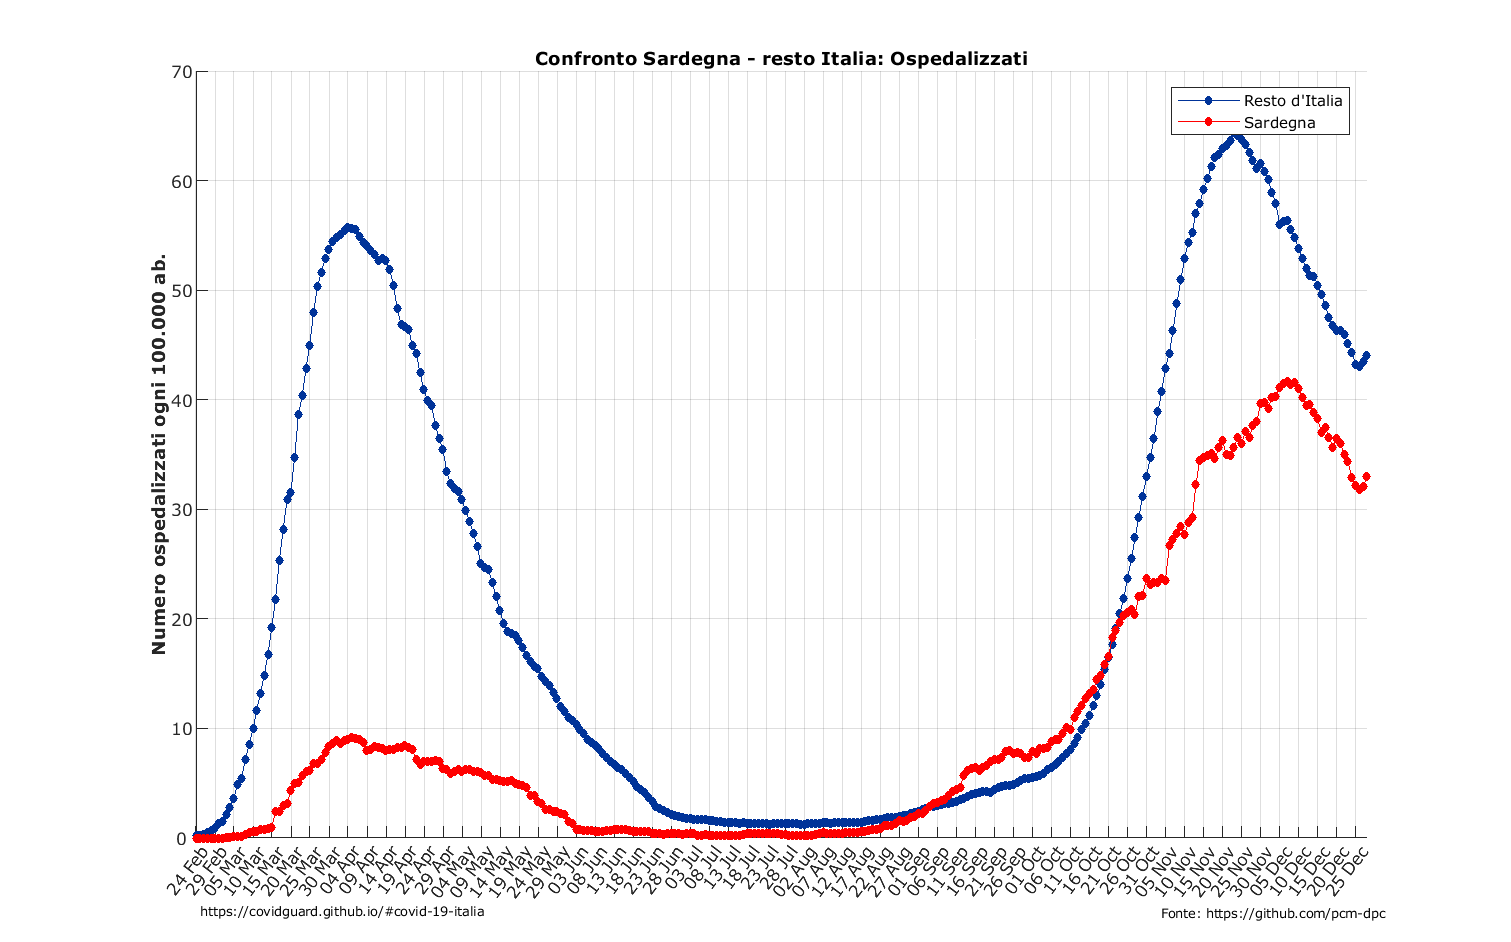 Confronto Sardegna - resto Italia: Ospedalizzati
70
60
50
40
30
20
10
0
Numero ospedalizzati ogni 100.000 ab.
Resto d'Italia
Sardegna
24 Feb
29 Feb
05 Mar
10 Mar
15 Mar
20 Mar
25 Mar
30 Mar
04 Apr
09 Apr
14 Apr
19 Apr
24 Apr
29 Apr
04 May
09 May
14 May
19 May
24 May
29 May
03 Jun
08 Jun
13 Jun
18 Jun
23 Jun
28 Jun
03 Jul
08 Jul
13 Jul
18 Jul
23 Jul
28 Jul
02 Aug
07 Aug
12 Aug
17 Aug
22 Aug
27 Aug
01 Sep
06 Sep
11 Sep
16 Sep
21 Sep
26 Sep
01 Oct
06 Oct
11 Oct
16 Oct
21 Oct
26 Oct
31 Oct
05 Nov
10 Nov
15 Nov
20 Nov
25 Nov
30 Nov
05 Dec
10 Dec
15 Dec
20 Dec
25 Dec
https://covidguard.github.io/#covid-19-italia
Fonte: https://github.com/pcm-dpc